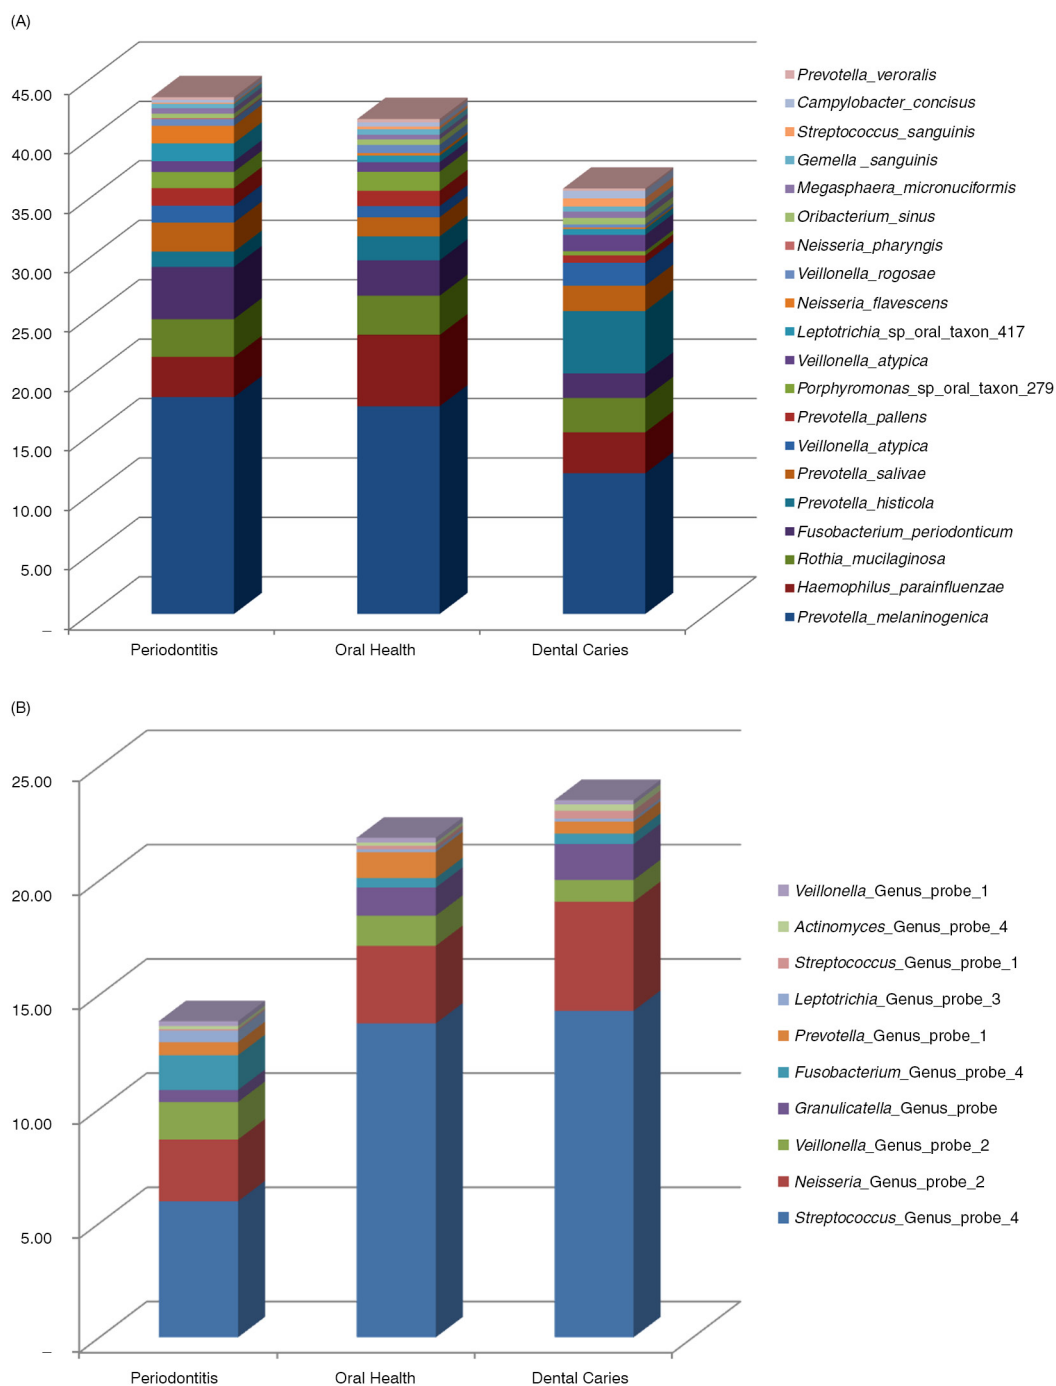 (A)
45.00
40.00
35.00
30.00
25.00
20.00
15.00
10.00
5.00
–
Periodontitis
Oral Health
Dental Caries
Prevotella_veroralis
Campylobacter_concisus
Streptococcus_sanguinis
Gemella _sanguinis
Megasphaera_micronuciformis
Oribacterium_sinus
Neisseria_pharyngis
Veillonella_rogosae
Neisseria_flavescens
Leptotrichia_sp_oral_taxon_417
Veillonella_atypica
Porphyromonas_sp_oral_taxon_279
Prevotella_pallens
Veillonella_atypica
Prevotella_salivae
Prevotella_histicola
Fusobacterium_periodonticum
Rothia_mucilaginosa
Haemophilus_parainfluenzae
Prevotella_melaninogenica
(B)
25.00
20.00
15.00
10.00
5.00
–
Periodontitis
Oral Health
Dental Caries
Veillonella_Genus_probe_1
Actinomyces_Genus_probe_4
Streptococcus_Genus_probe_1
Leptotrichia_Genus_probe_3
Prevotella_Genus_probe_1
Fusobacterium_Genus_probe_4
Granulicatella_Genus_probe
Veillonella_Genus_probe_2
Neisseria_Genus_probe_2
Streptococcus_Genus_probe_4